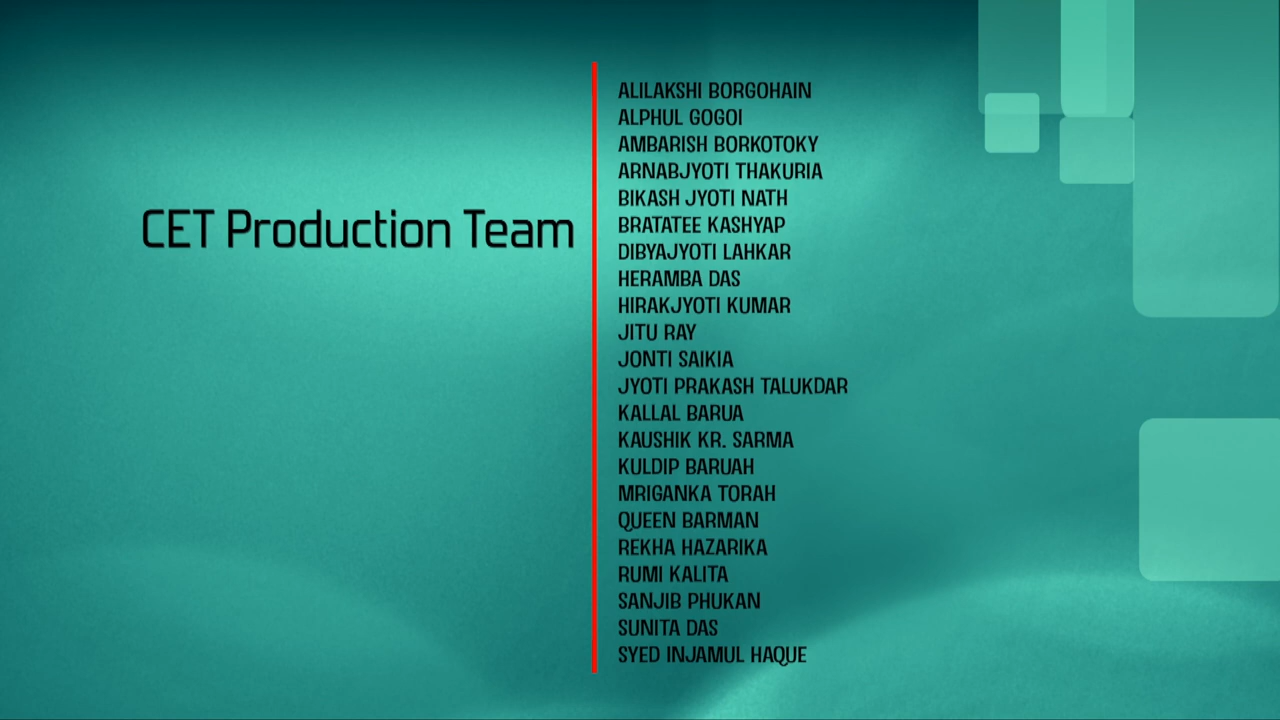 CET Production Team
ALILAKSHI BORGOHAIN
ALPHUL GOGOI
AMBARISH BORKOTOKY
ARNABJYOTI THAKURIA
BIKASH JYOTI NATH
BRATATEE KASHYAP
DIBYAJYOTI LAHKAR
HERAMBA DAS
HIRAKJYOTI KUMAR
JITU RAY
JONTI SAIKIA
JYOTI PRAKASH TALUKDAR
KALLAL BARUA
KAUSHIK KR. SARMA
KULDIP BARUAH
MRIGANKA TORAH
QUEEN BARMAN
REKHA HAZARIKA
RUMI KALITA
SANJIB PHUKAN
SUNITA DAS
SYED INJAMUL HAQUE